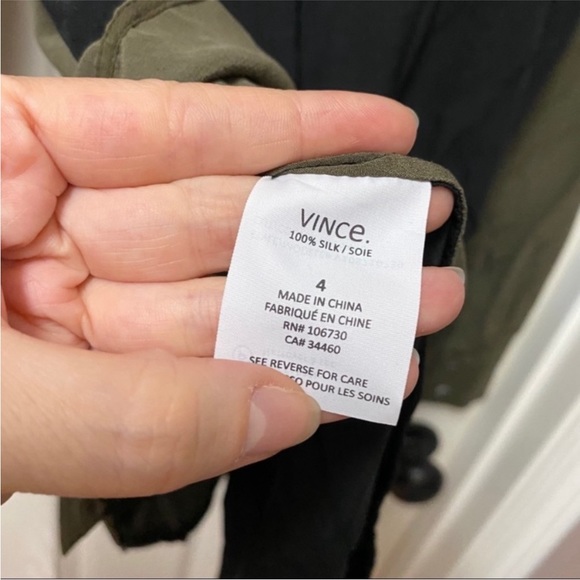 VINCe.
100% SILK / SOIE
4
MADE IN CHINA
FABRIQUÉ EN CHINE
RN# 106730
CA# 34460
SEE REVERSE FOR CARE
POUR LES SOINS